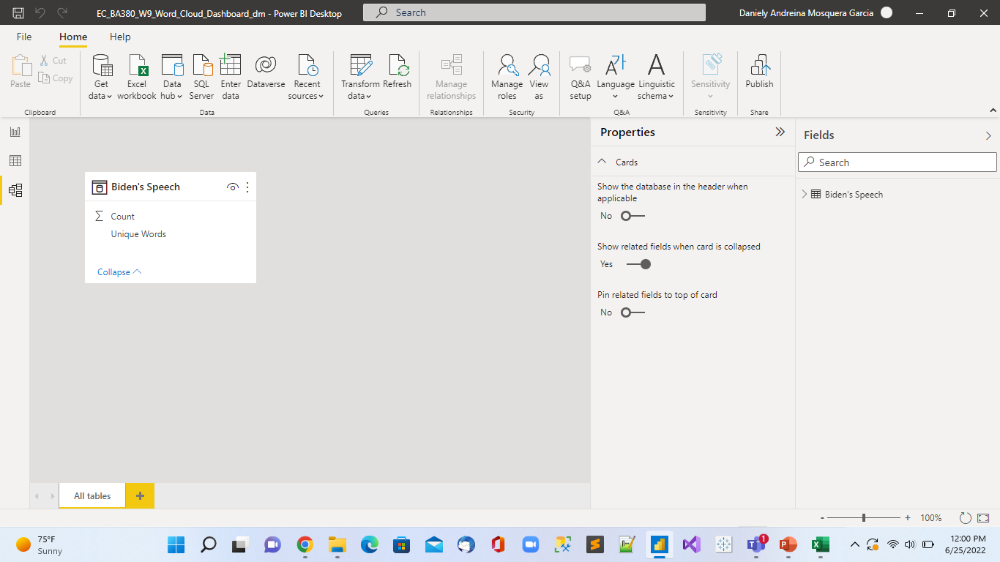 EC_BA380_W9_Word_Cloud_Dashboard_dm - Power BI Desktop
Search
Daniely Andreina Mosquera Garcia
File
Home
Help
Paste
Cut
Copy
Clipboard
Get
data
Excel
workbook
Data
hub
SQL
Server
Enter
data
Dataverse
Recent
sources
Data
Transform
data
Refresh
Queries
Manage
relationships
Relationships
Manage
roles
View
as
Security
Q&A
setup
Language
Linguistic
schema
Q&A
Sensitivity
Sensitivity
Publish
Share
Biden's Speech
Count
Unique Words
Collapse
Properties
Cards
Show the database in the header when
applicable
No
Show related fields when card is collapsed
Yes
Pin related fields to top of card
No
Fields
Search
Biden's Speech
All tables
100%
75°F
Sunny
1
12:00 PM
6/25/2022